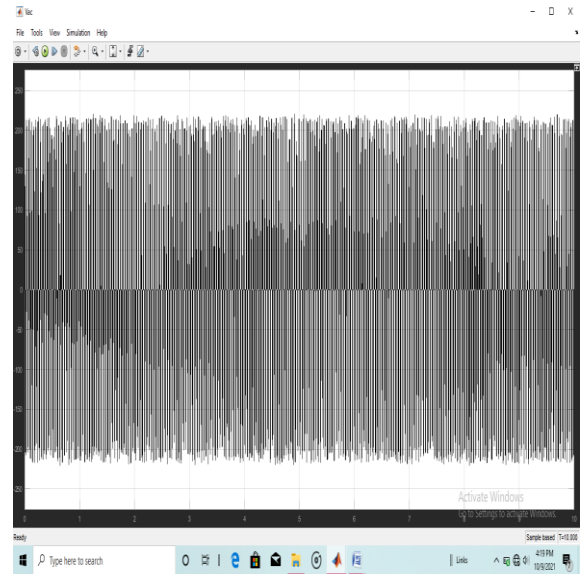 Vac
File Tools View Simulation Help
250
200
150
100
50
0
-50
-100
-150
-200
-250
0 1 2 3 4 5 6 7 8 9 10
Activate Windows
Go to Settings to activate Windows.
Ready Sample based T=10.000
Type here to search Links 4:19 PM
10/9/2021